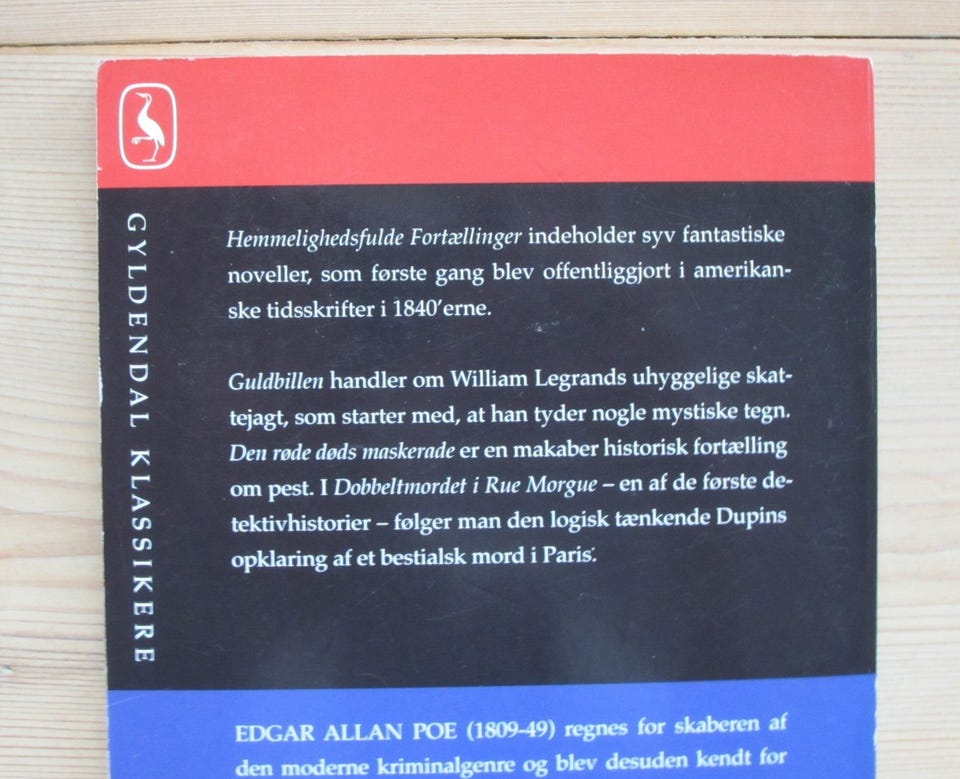 GYLDENDAL KLASSIKERE
Hemmelighedsfulde Fortællinger indeholder syv fantastiske
noveller, som første gang blev offentliggjort i amerikan-
ske tidsskrifter i 1840'erne.
Guldbillen handler om William Legrands uhyggelige skat-
tejagt, som starter med, at han tyder nogle mystiske tegn.
Den røde døds maskerade er en makaber historisk fortælling
om pest. I Dobbeltmordet i Rue Morgue – en af de første de-
tektivhistorier – følger man den logisk tænkende Dupins
opklaring af et bestialsk mord i Paris.
EDGAR ALLAN POE (1809-49) regnes for skaberen af
den moderne kriminalgenre og blev desuden kendt for